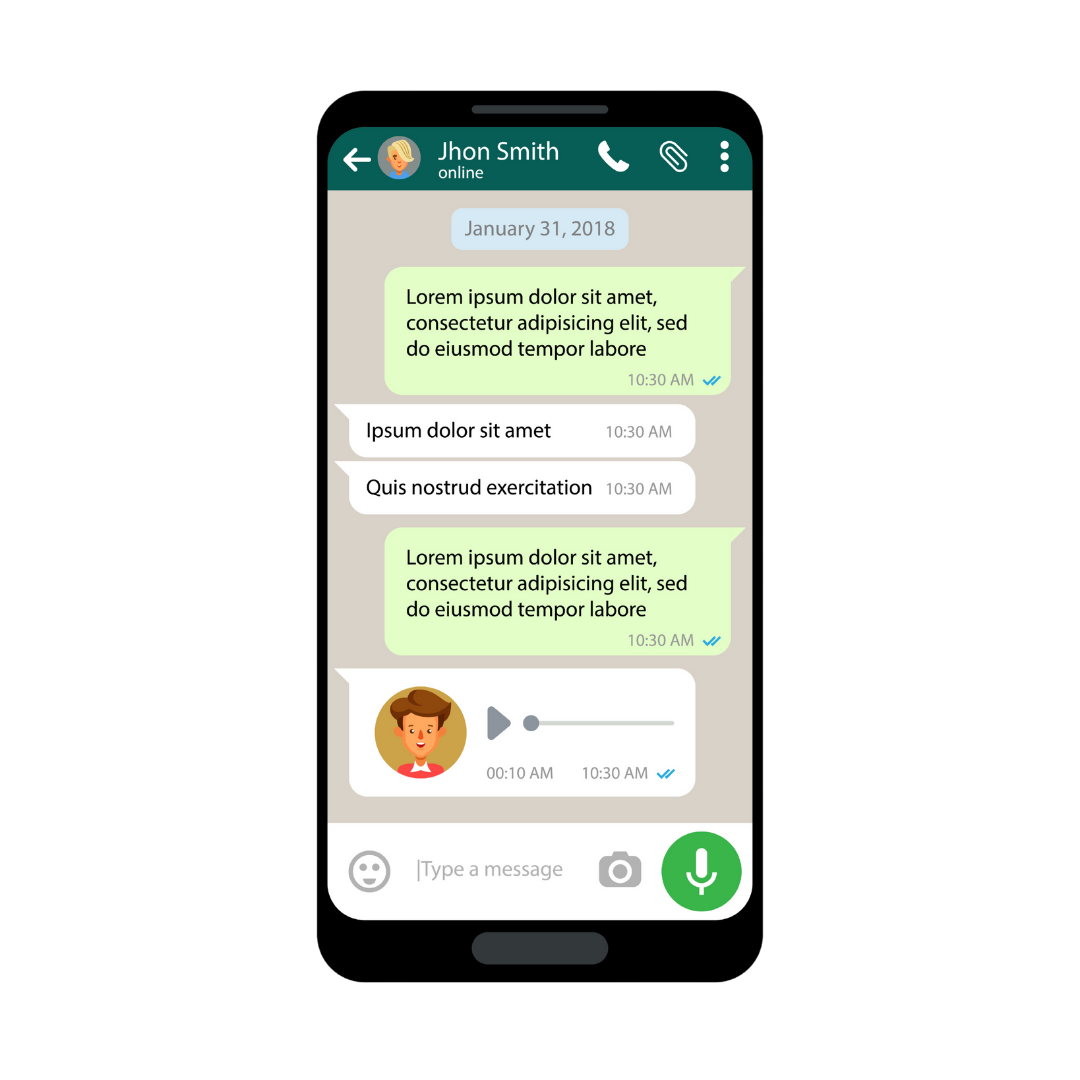 Jhon Smith
online
January 31, 2018
Lorem ipsum dolor sit amet,
consectetur adipisicing elit, sed
do eiusmod tempor labore
10:30 AM
Ipsum dolor sit amet 10:30 AM
Quis nostrud exercitation 10:30 AM
Lorem ipsum dolor sit amet,
consectetur adipisicing elit, sed
do eiusmod tempor labore
10:30 AM
00:10 AM 10:30 AM
Type a message